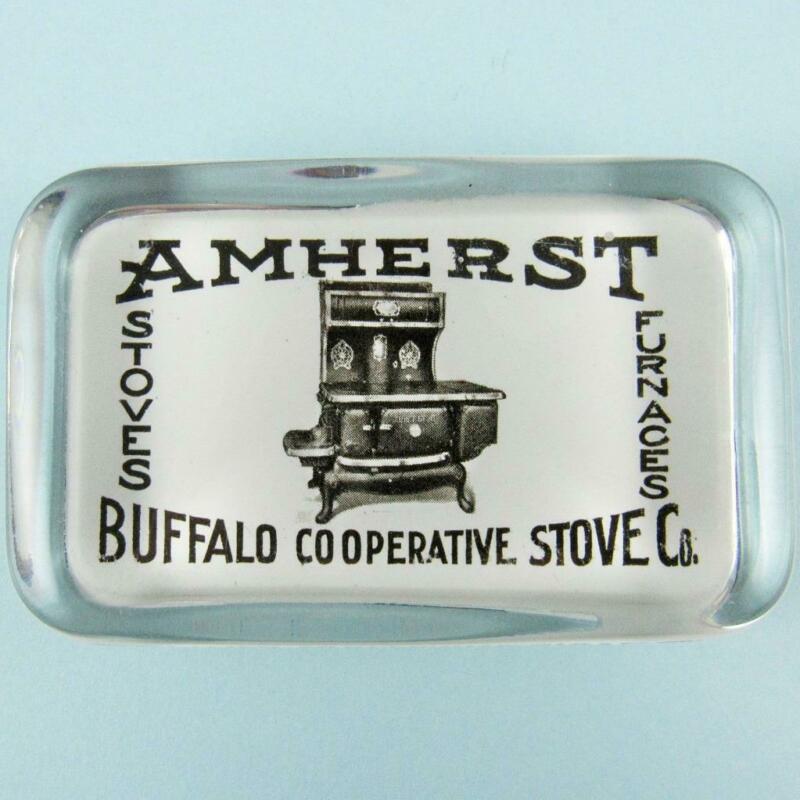 AMHERST
STOVES
FURNACES
BUFFALO COOPERATIVE STOVE Co.